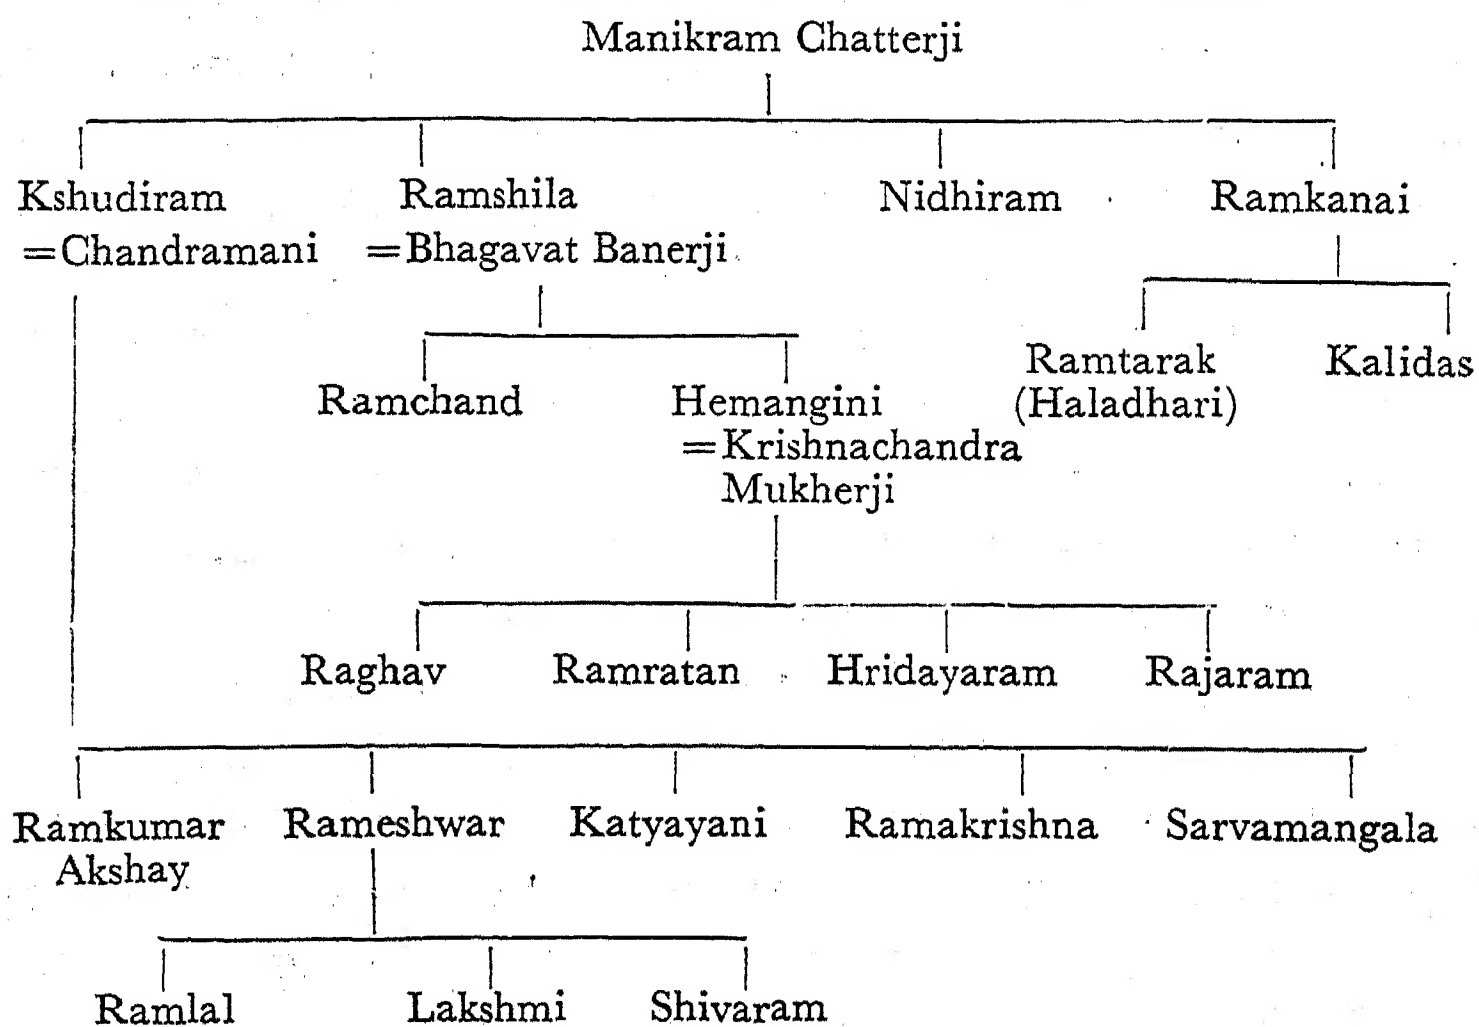 Manikram Chatterji
Kshudiram Ramshila Nidhiram Ramkanai
=Chandramani =Bhagavat Banerji
Ramtarak Kalidas
Ramchand Hemangini (Haladhari)
=Krishnachandra
Mukherji
Raghav Ramratan Hridayaram Rajaram
Ramkumar Rameshwar Katyayani Ramakrishna Sarvamangala
Akshay
Ramlal Lakshmi Shivaram